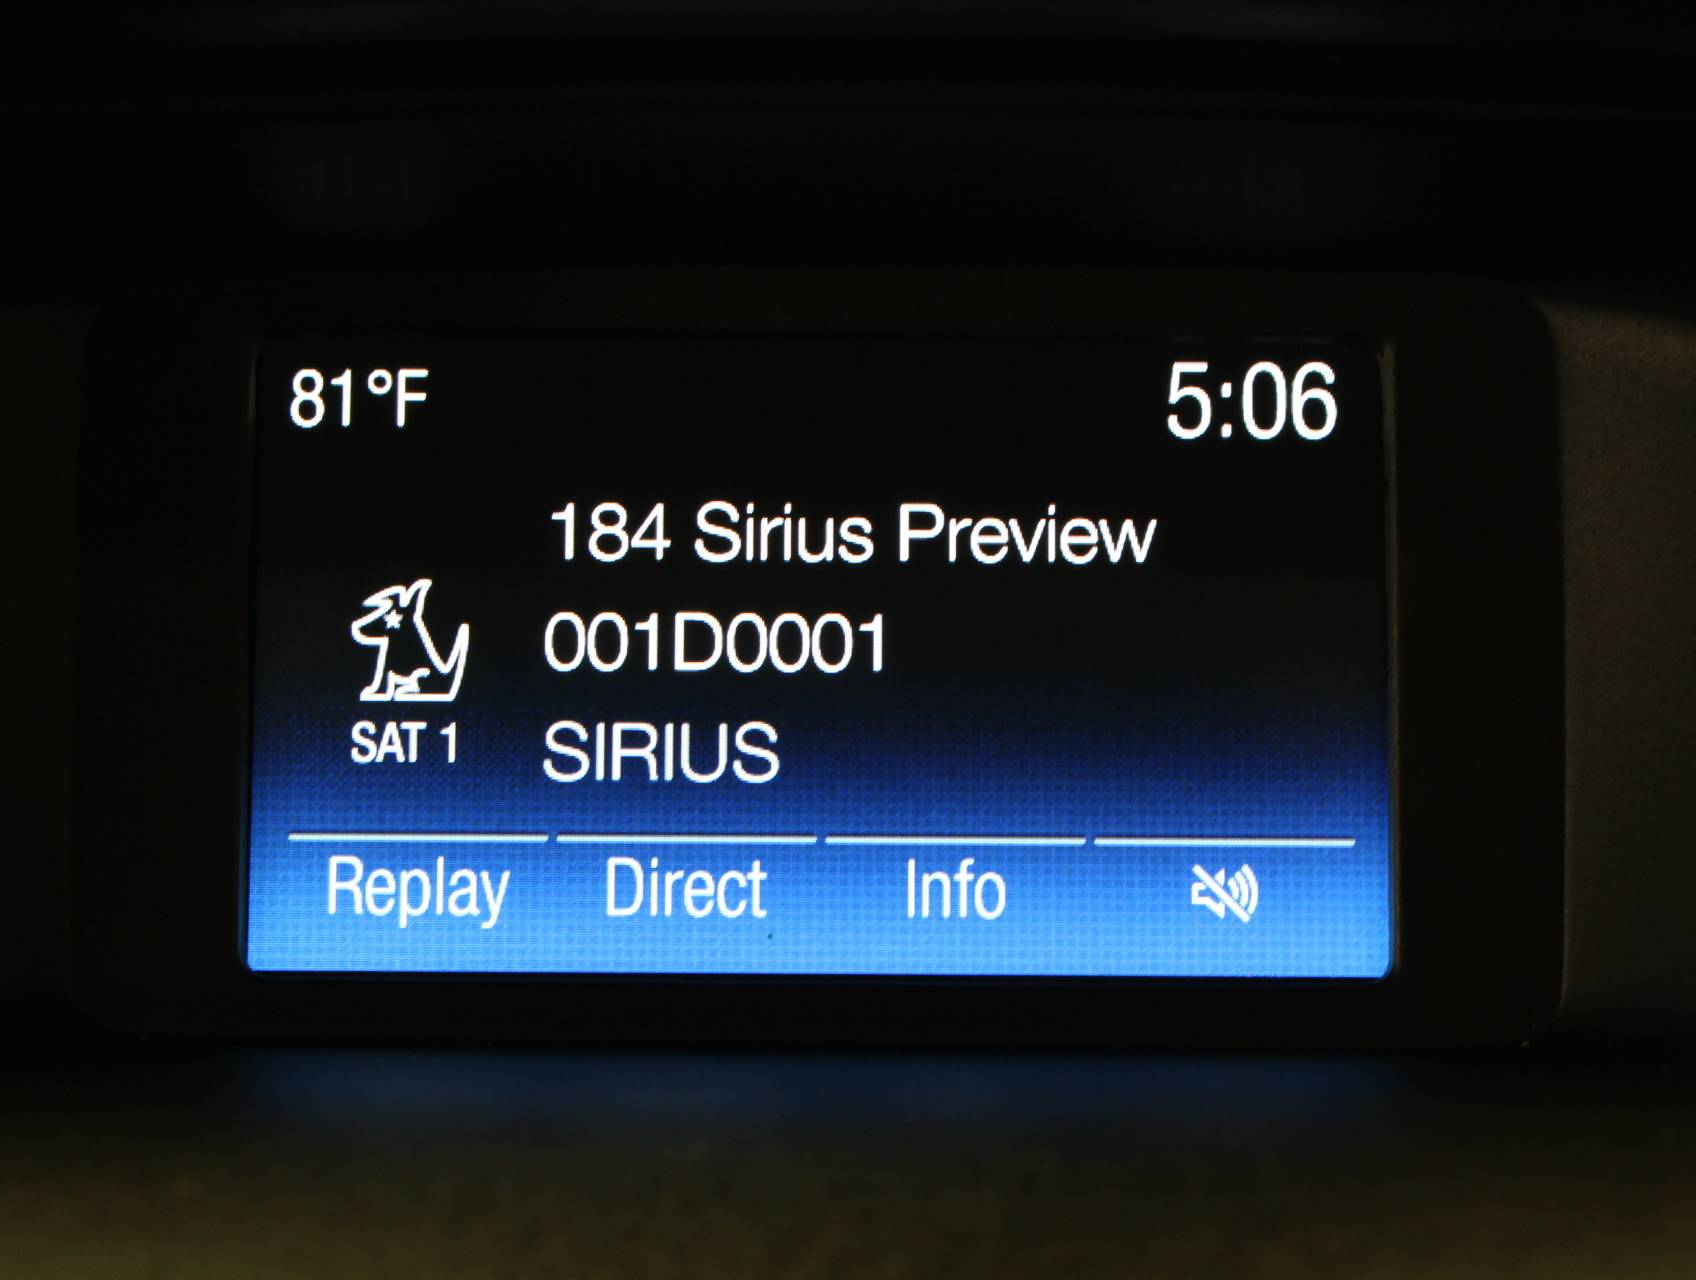 81°F
5:06
184 Sirius Preview
001D0001
SAT 1
SIRIUS
Replay
Direct
Info